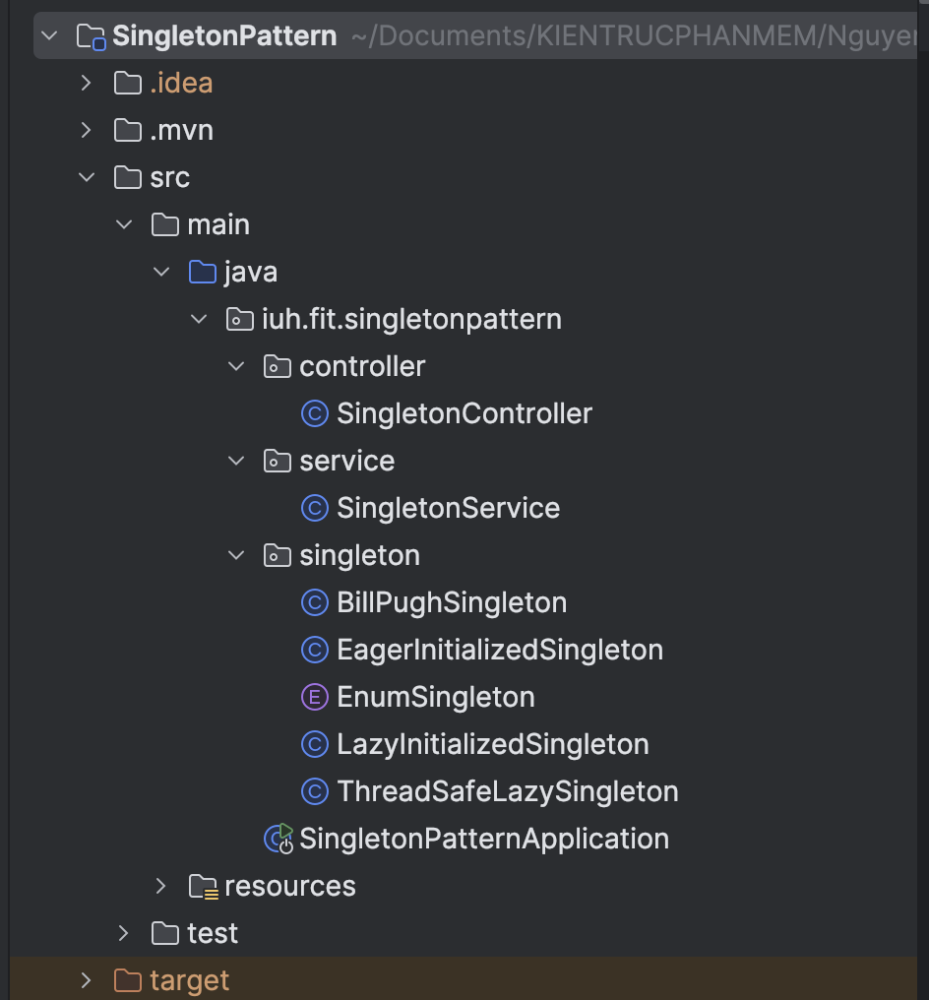 SingletonPattern ~/Documents/KIENTRUCPHANMEM/Nguyen
.idea
.mvn
src
main
java
iuh.fit.singletonpattern
controller
C SingletonController
service
C SingletonService
singleton
C BillPughSingleton
C EagerInitializedSingleton
E EnumSingleton
C LazyInitializedSingleton
C ThreadSafeLazySingleton
C SingletonPatternApplication
resources
test
target